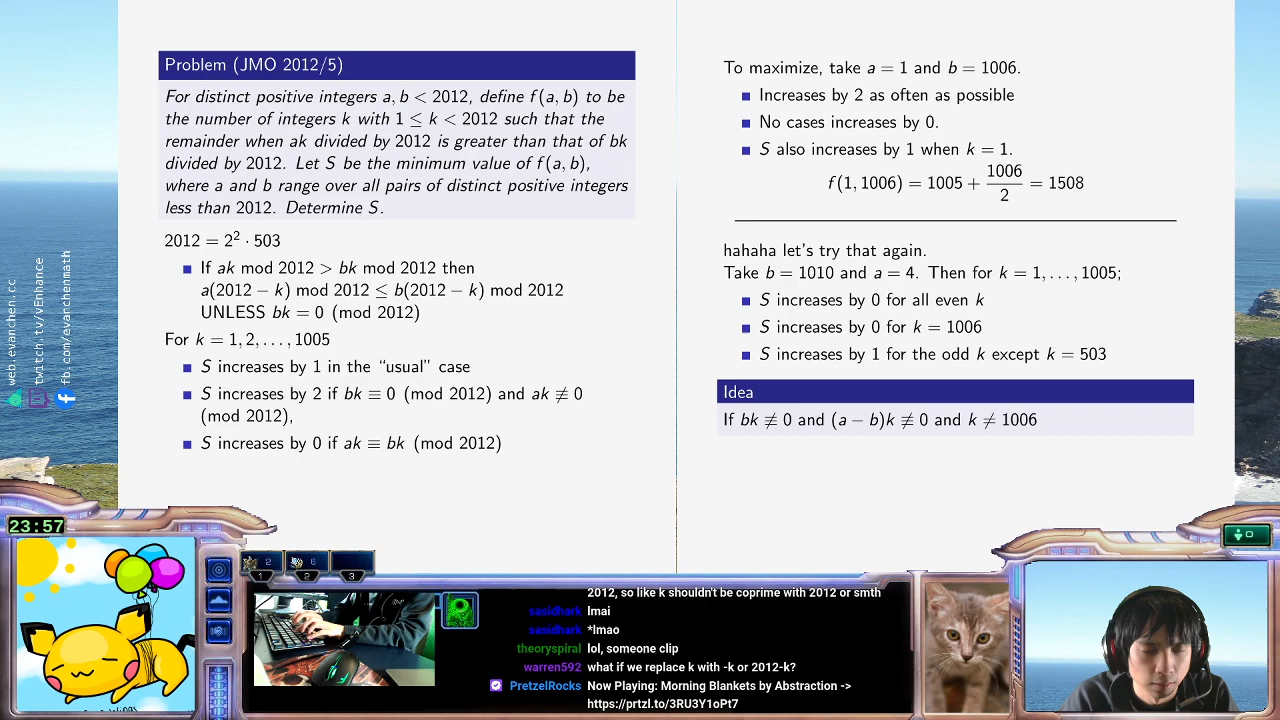 Problem (JMO 2012/5)
For distinct positive integers a, b < 2012, define f(a, b) to be
the number of integers k with 1 ≤ k < 2012 such that the
remainder when ak divided by 2012 is greater than that of bk
divided by 2012. Let S be the minimum value of f(a, b),
where a and b range over all pairs of distinct positive integers
less than 2012. Determine S.
2012 = 2² · 503
If ak mod 2012 > bk mod 2012 then
a(2012 − k) mod 2012 ≤ b(2012 − k) mod 2012
UNLESS bk = 0 (mod 2012)
For k = 1, 2, . . . , 1005
S increases by 1 in the “usual” case
S increases by 2 if bk ≡ 0 (mod 2012) and ak ≢ 0
(mod 2012),
S increases by 0 if ak ≡ bk (mod 2012)
To maximize, take a = 1 and b = 1006.
Increases by 2 as often as possible
No cases increases by 0.
S also increases by 1 when k = 1.
f(1, 1006) = 1005 + 1006/2 = 1508
hahaha let’s try that again.
Take b = 1010 and a = 4. Then for k = 1, . . . , 1005;
S increases by 0 for all even k
S increases by 0 for k = 1006
S increases by 1 for the odd k except k = 503
Idea
If bk ≢ 0 and (a − b)k ≢ 0 and k ≠ 1006
web.evanchen.cc
twitch.tv/vEnhance
fb.com/evanchenmath
23:57
2
6
1
2
3
0
2012, so like k shouldn't be coprime with 2012 or smth
sasidhark lmai
sasidhark *lmao
theoryspiral lol, someone clip
warren592 what if we replace k with -k or 2012-k?
PretzelRocks Now Playing: Morning Blankets by Abstraction ->
https://prtzl.to/3RU3Y1oPt7